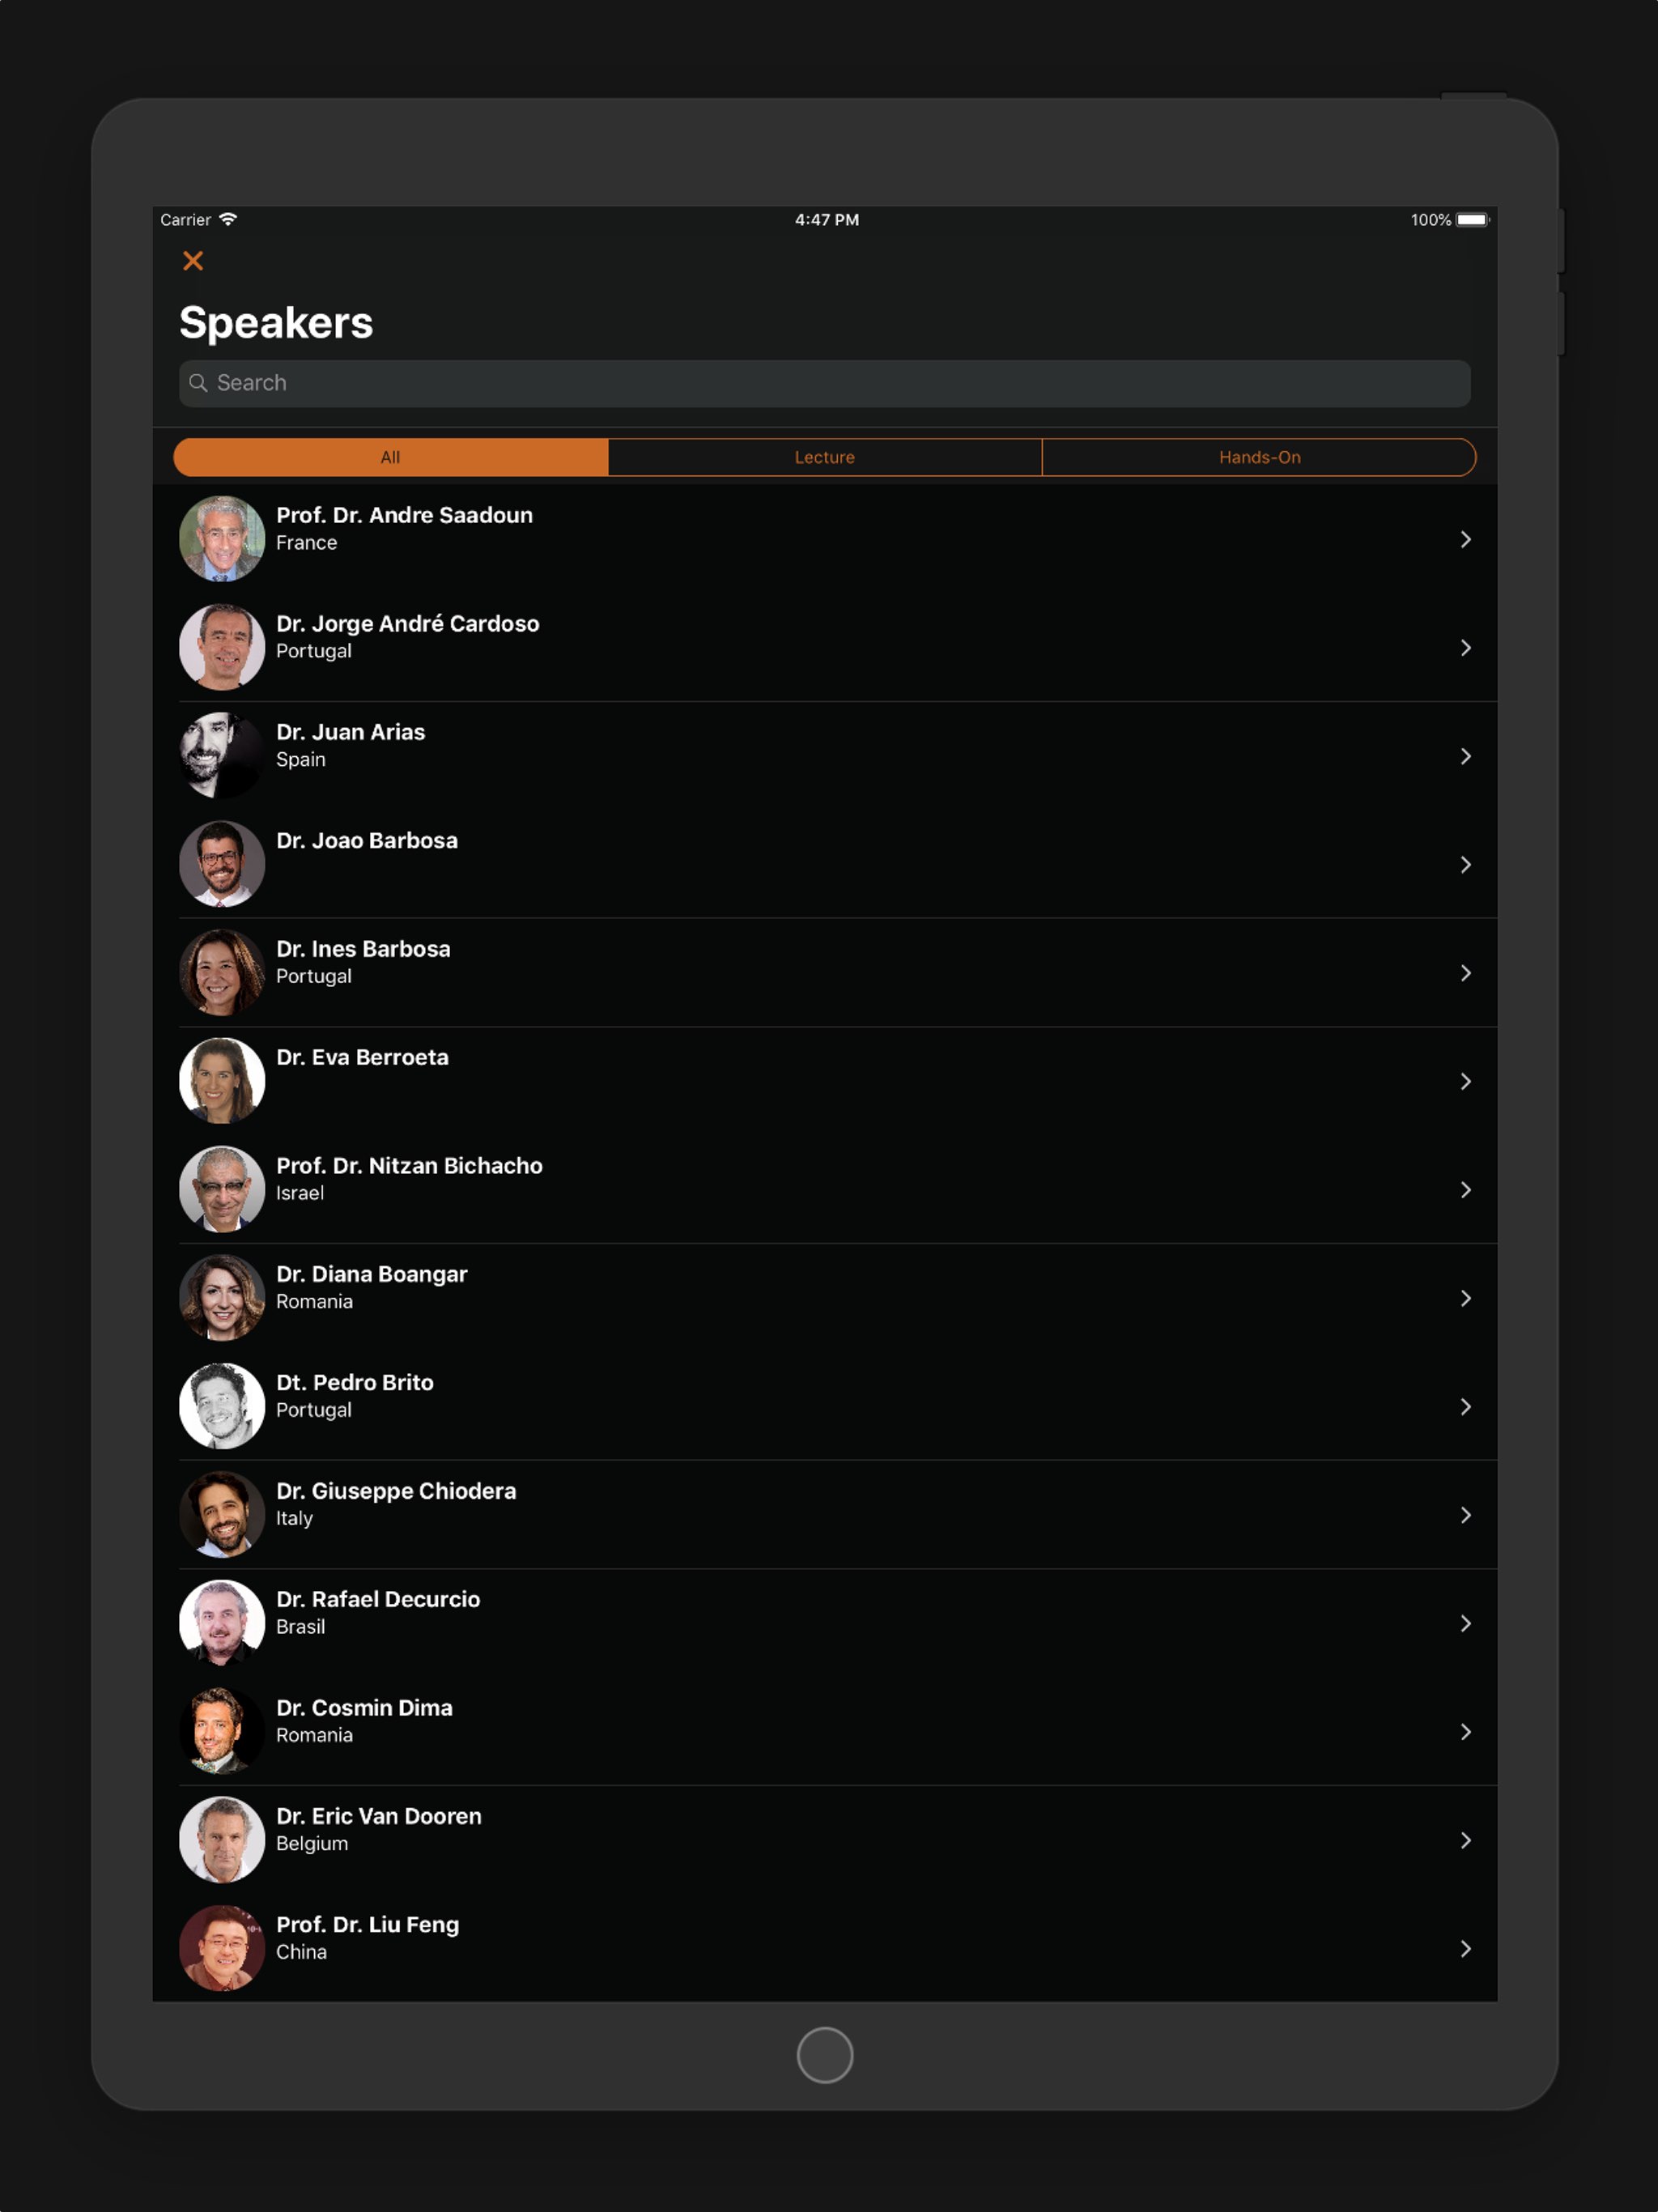 Carrier 4:47 PM 100%
Speakers
Search
All Lecture Hands-On
Prof. Dr. Andre Saadoun
France
Dr. Jorge André Cardoso
Portugal
Dr. Juan Arias
Spain
Dr. Joao Barbosa
Dr. Ines Barbosa
Portugal
Dr. Eva Berroeta
Prof. Dr. Nitzan Bichacho
Israel
Dr. Diana Boangar
Romania
Dt. Pedro Brito
Portugal
Dr. Giuseppe Chiodera
Italy
Dr. Rafael Decurcio
Brasil
Dr. Cosmin Dima
Romania
Dr. Eric Van Dooren
Belgium
Prof. Dr. Liu Feng
China